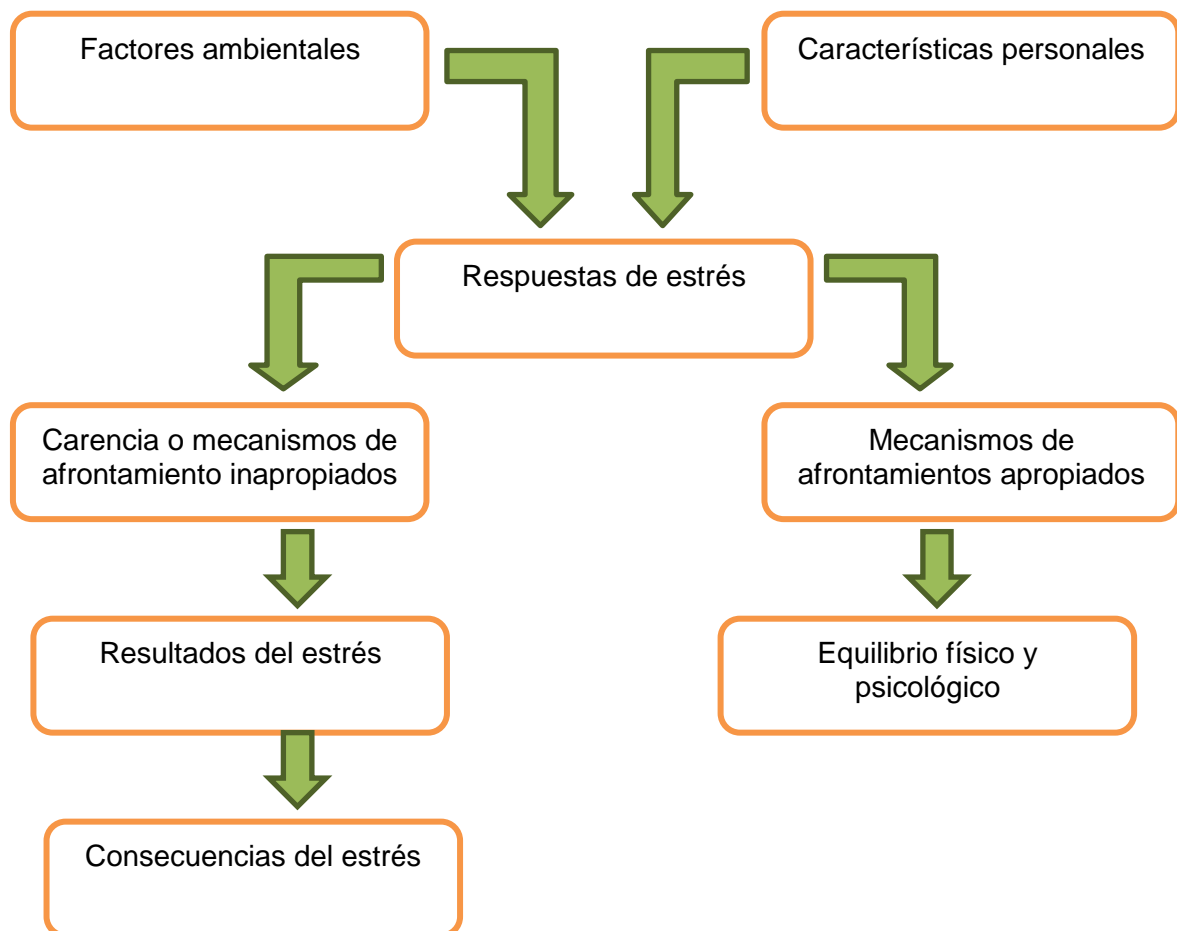 Factores ambientales
Características personales
Respuestas de estrés
Carencia o mecanismos de
afrontamiento inapropiados
Mecanismos de
afrontamientos apropiados
Resultados del estrés
Equilibrio físico y
psicológico
Consecuencias del estrés